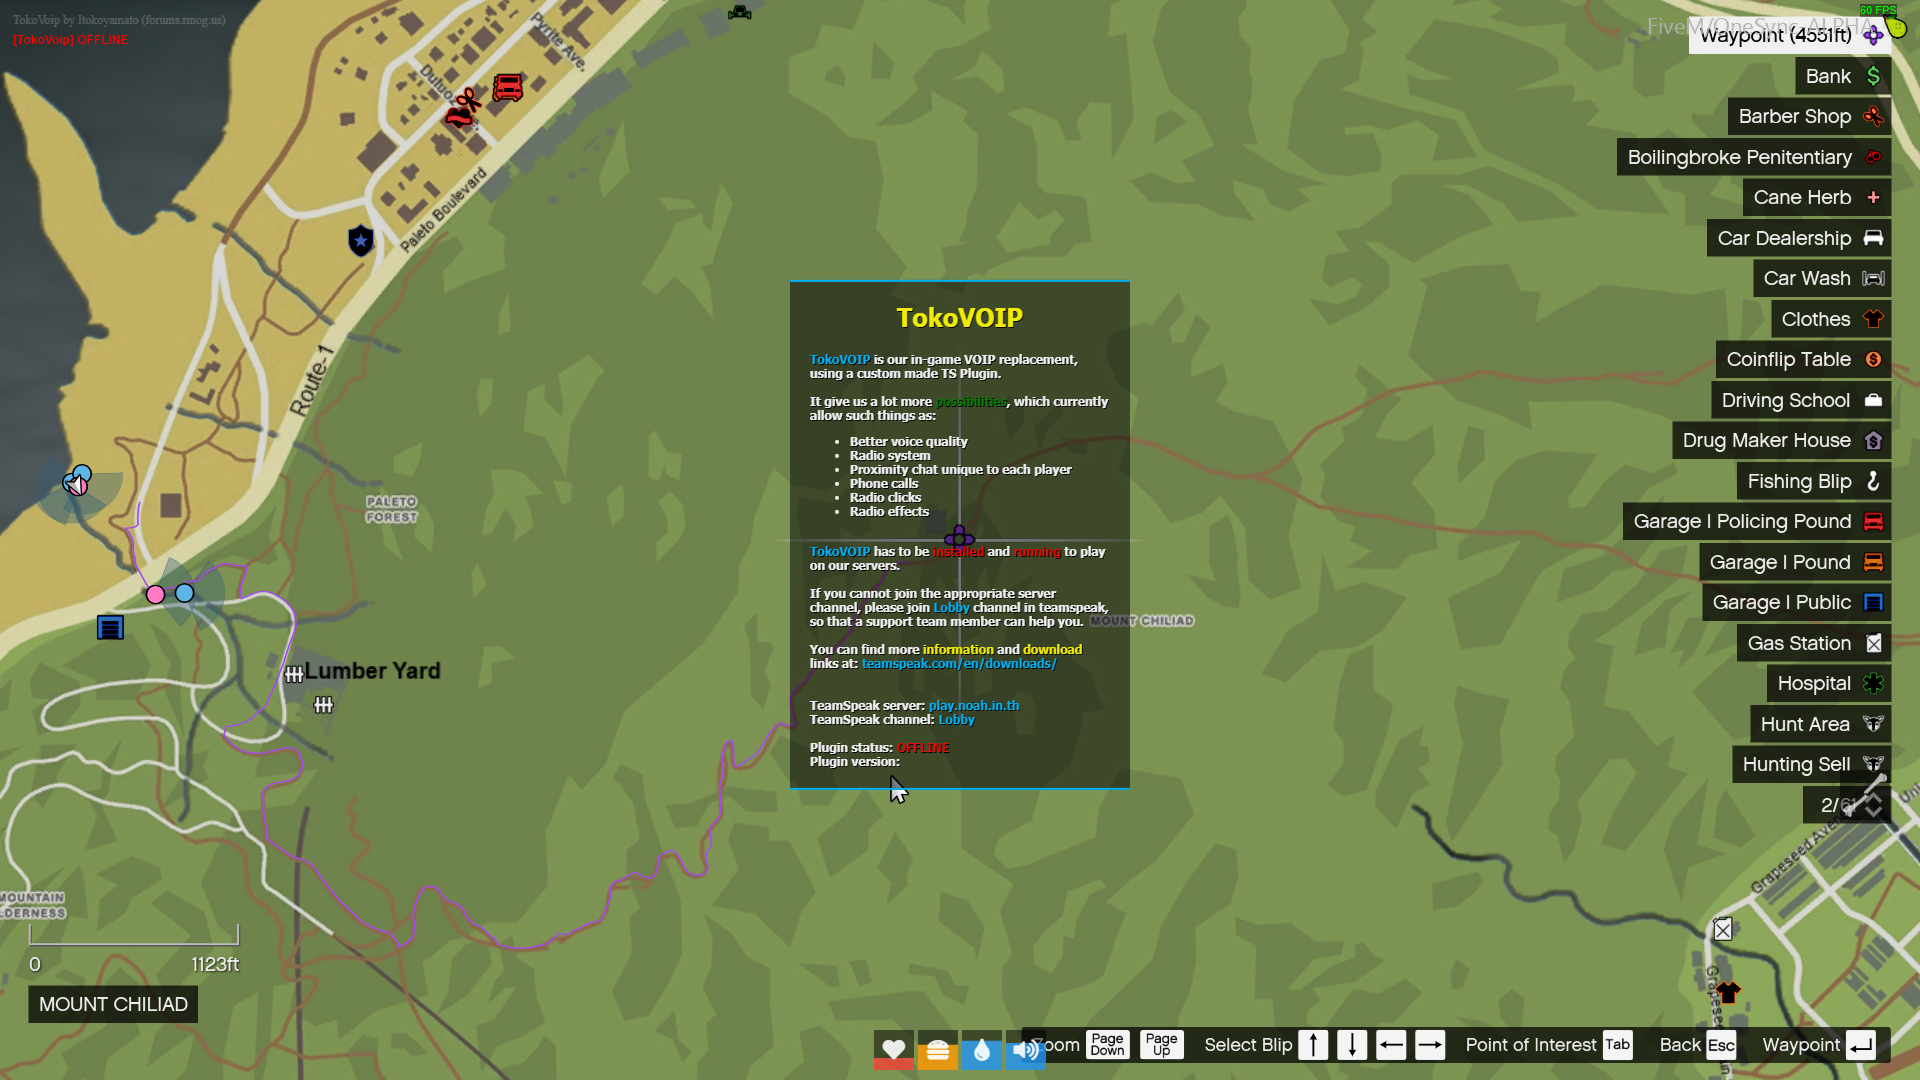 TokoVoip by Itokoyamato (forums.rmog.us)
[TokoVoip] OFFLINE
60 FPS
FiveM/OneSync-ALPHA
Waypoint (4551ft)
Bank
Barber Shop
Boilingbroke Penitentiary
Cane Herb
Car Dealership
Car Wash
Clothes
Coinflip Table
Driving School
Drug Maker House
Fishing Blip
Garage | Policing Pound
Garage | Pound
Garage | Public
Gas Station
Hospital
Hunt Area
Hunting Sell
2/61
Pyrite Ave.
Duluoz
Paleto Boulevard
Route-1
PALETO
FOREST
Lumber Yard
TokoVOIP
TokoVOIP is our in-game VOIP replacement,
using a custom made TS Plugin.
It give us a lot more possibilities, which currently
allow such things as:
• Better voice quality
• Radio system
• Proximity chat unique to each player
• Phone calls
• Radio clicks
• Radio effects
TokoVOIP has to be installed and running to play
on our servers.
If you cannot join the appropriate server
channel, please join Lobby channel in teamspeak,
so that a support team member can help you.
MOUNT CHILIAD
You can find more information and download
links at: teamspeak.com/en/downloads/
TeamSpeak server: play.noah.in.th
TeamSpeak channel: Lobby
Plugin status: OFFLINE
Plugin version:
Grapeseed Aven
MOUNTAIN
LDERNESS
0 1123ft
MOUNT CHILIAD
Zoom Page Down Page Up Select Blip ↑ ↓ ← → Point of Interest Tab Back Esc Waypoint